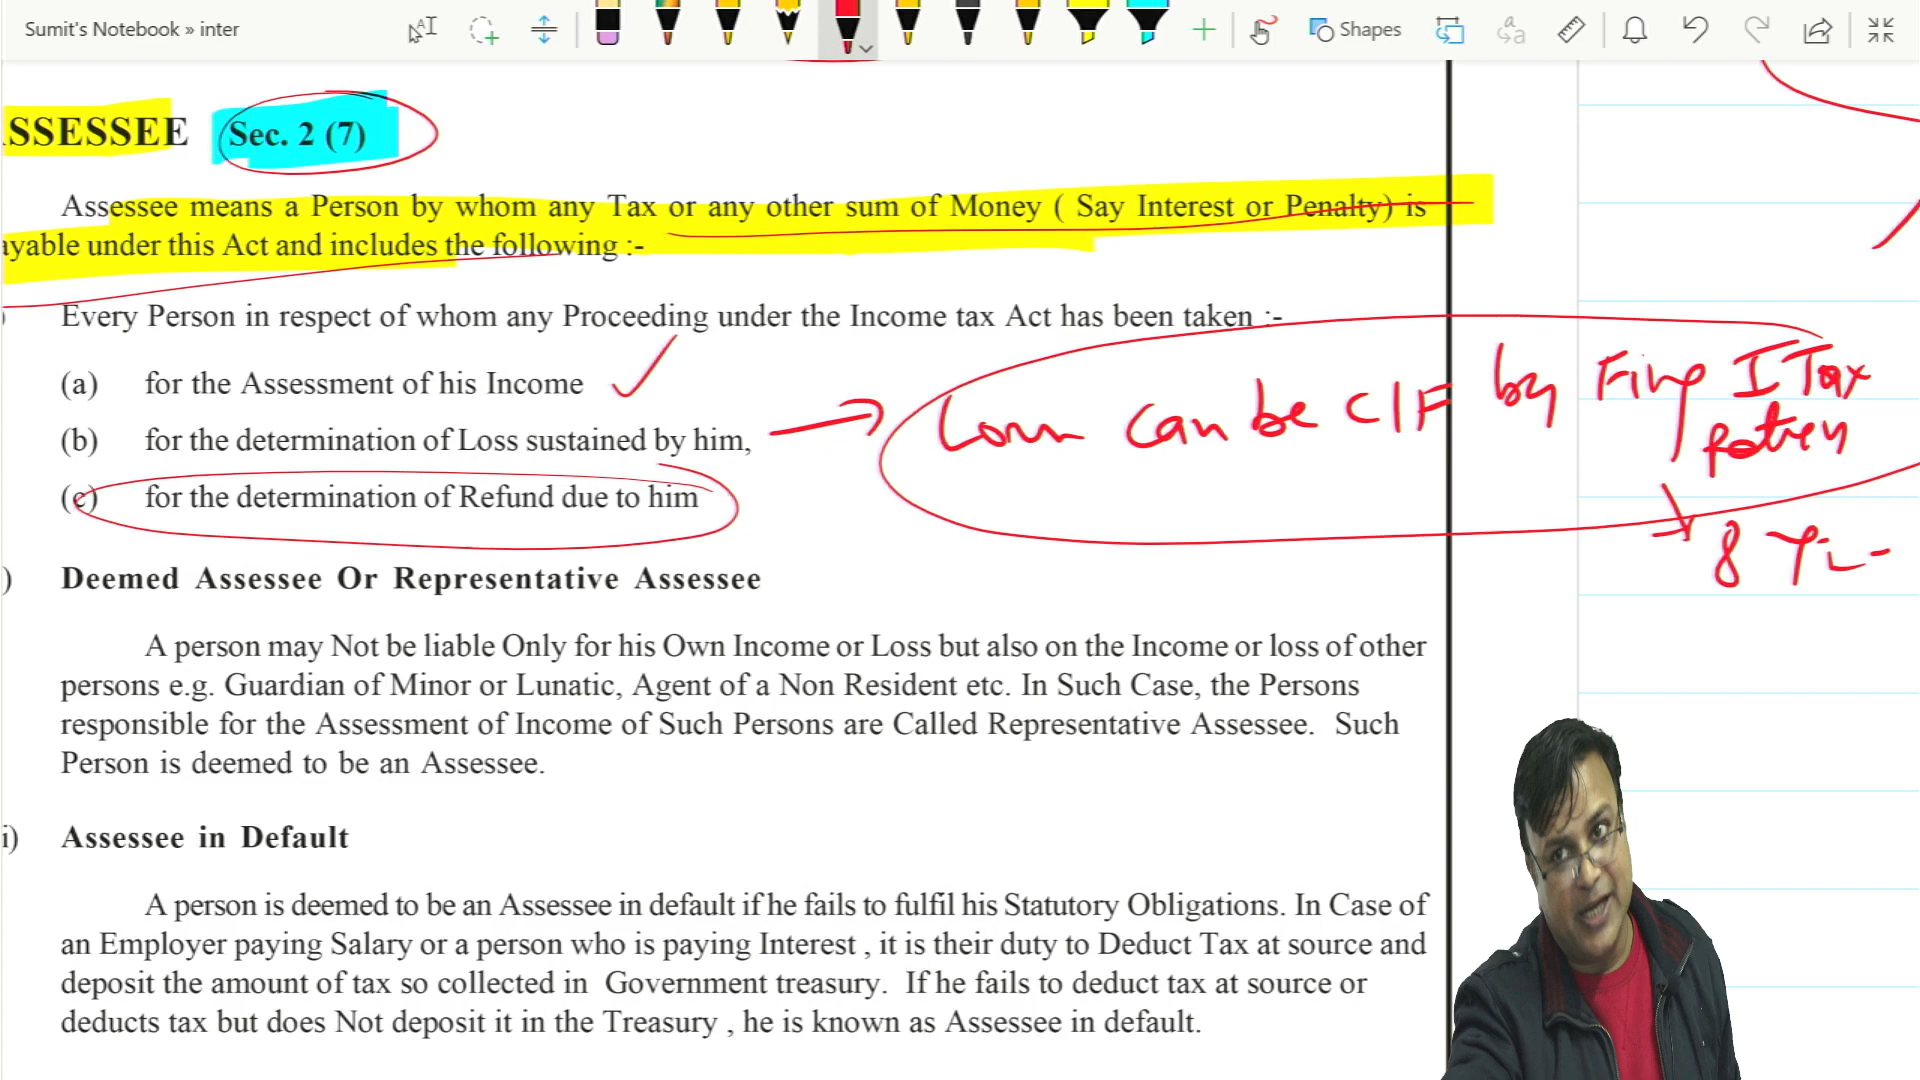 Sumit's Notebook » inter
Shapes
SSESSEE Sec. 2 (7)
Assessee means a Person by whom any Tax or any other sum of Money ( Say Interest or Penalty) is
ayable under this Act and includes the following :-
Every Person in respect of whom any Proceeding under the Income tax Act has been taken :-
(a) for the Assessment of his Income
(b) for the determination of Loss sustained by him,
(c) for the determination of Refund due to him
can be C/F by I Tax
8
) Deemed Assessee Or Representative Assessee
A person may Not be liable Only for his Own Income or Loss but also on the Income or loss of other
persons e.g. Guardian of Minor or Lunatic, Agent of a Non Resident etc. In Such Case, the Persons
responsible for the Assessment of Income of Such Persons are Called Representative Assessee. Such
Person is deemed to be an Assessee.
i) Assessee in Default
A person is deemed to be an Assessee in default if he fails to fulfil his Statutory Obligations. In Case of
an Employer paying Salary or a person who is paying Interest , it is their duty to Deduct Tax at source and
deposit the amount of tax so collected in Government treasury. If he fails to deduct tax at source or
deducts tax but does Not deposit it in the Treasury , he is known as Assessee in default.